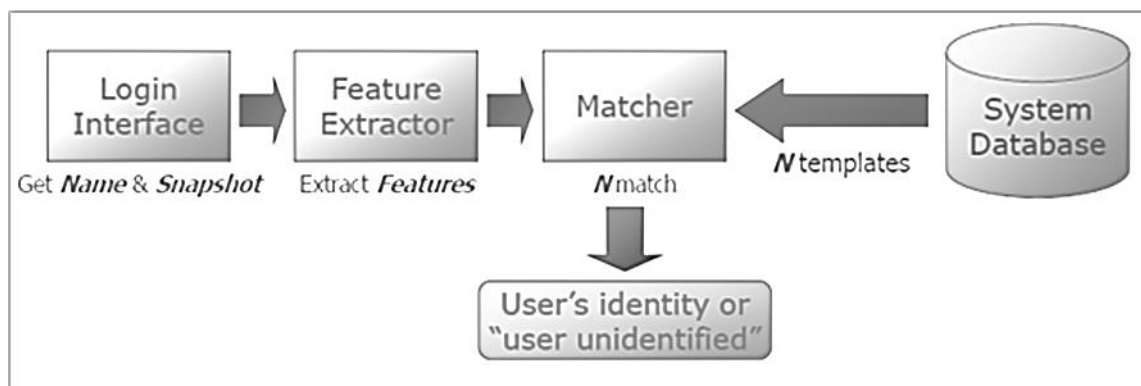 Login
Interface
Get Name & Snapshot
Feature
Extractor
Extract Features
Matcher
N match
N templates
System
Database
User's identity or
"user unidentified"